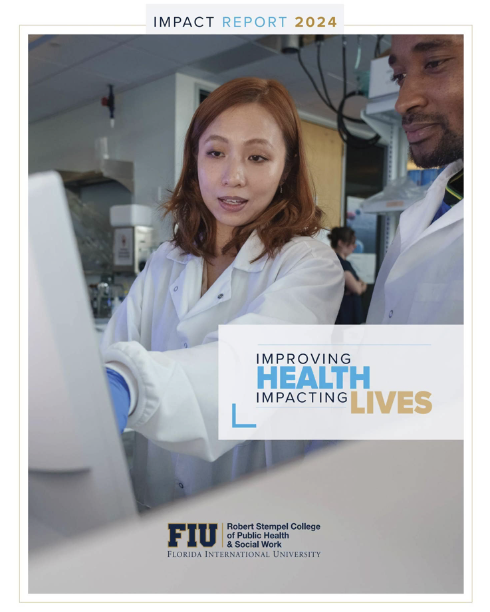 IMPACT REPORT 2024
IMPROVING
HEALTH
IMPACTING
LIVES
FIU
Robert Stempel College
of Public Health
& Social Work
FLORIDA INTERNATIONAL UNIVERSITY